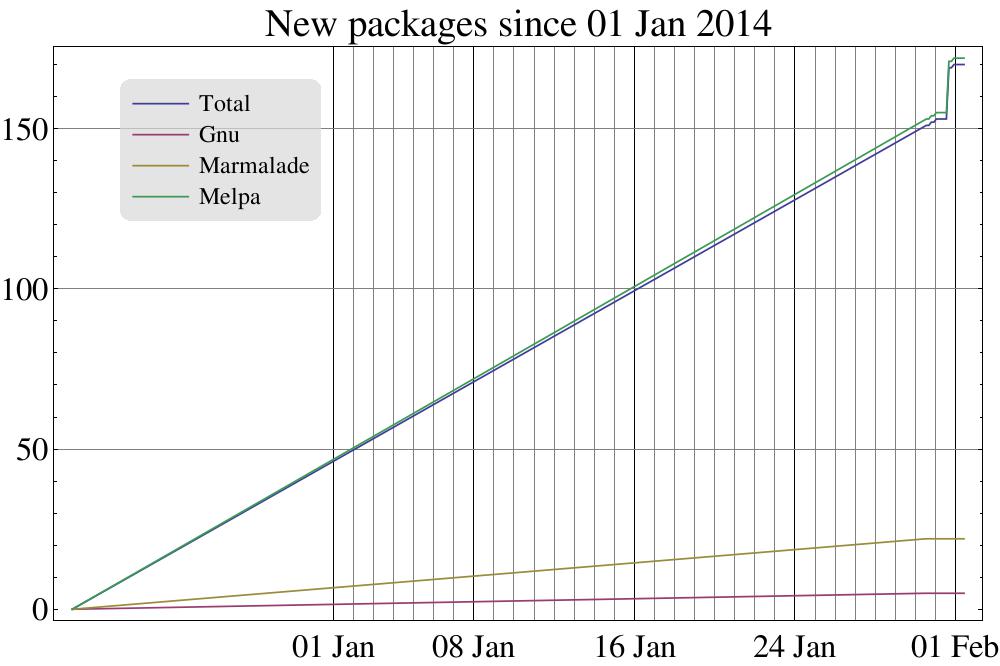 New packages since 01 Jan 2014
Total
Gnu
Marmalade
Melpa
150
100
50
0
01 Jan 08 Jan 16 Jan 24 Jan 01 Feb